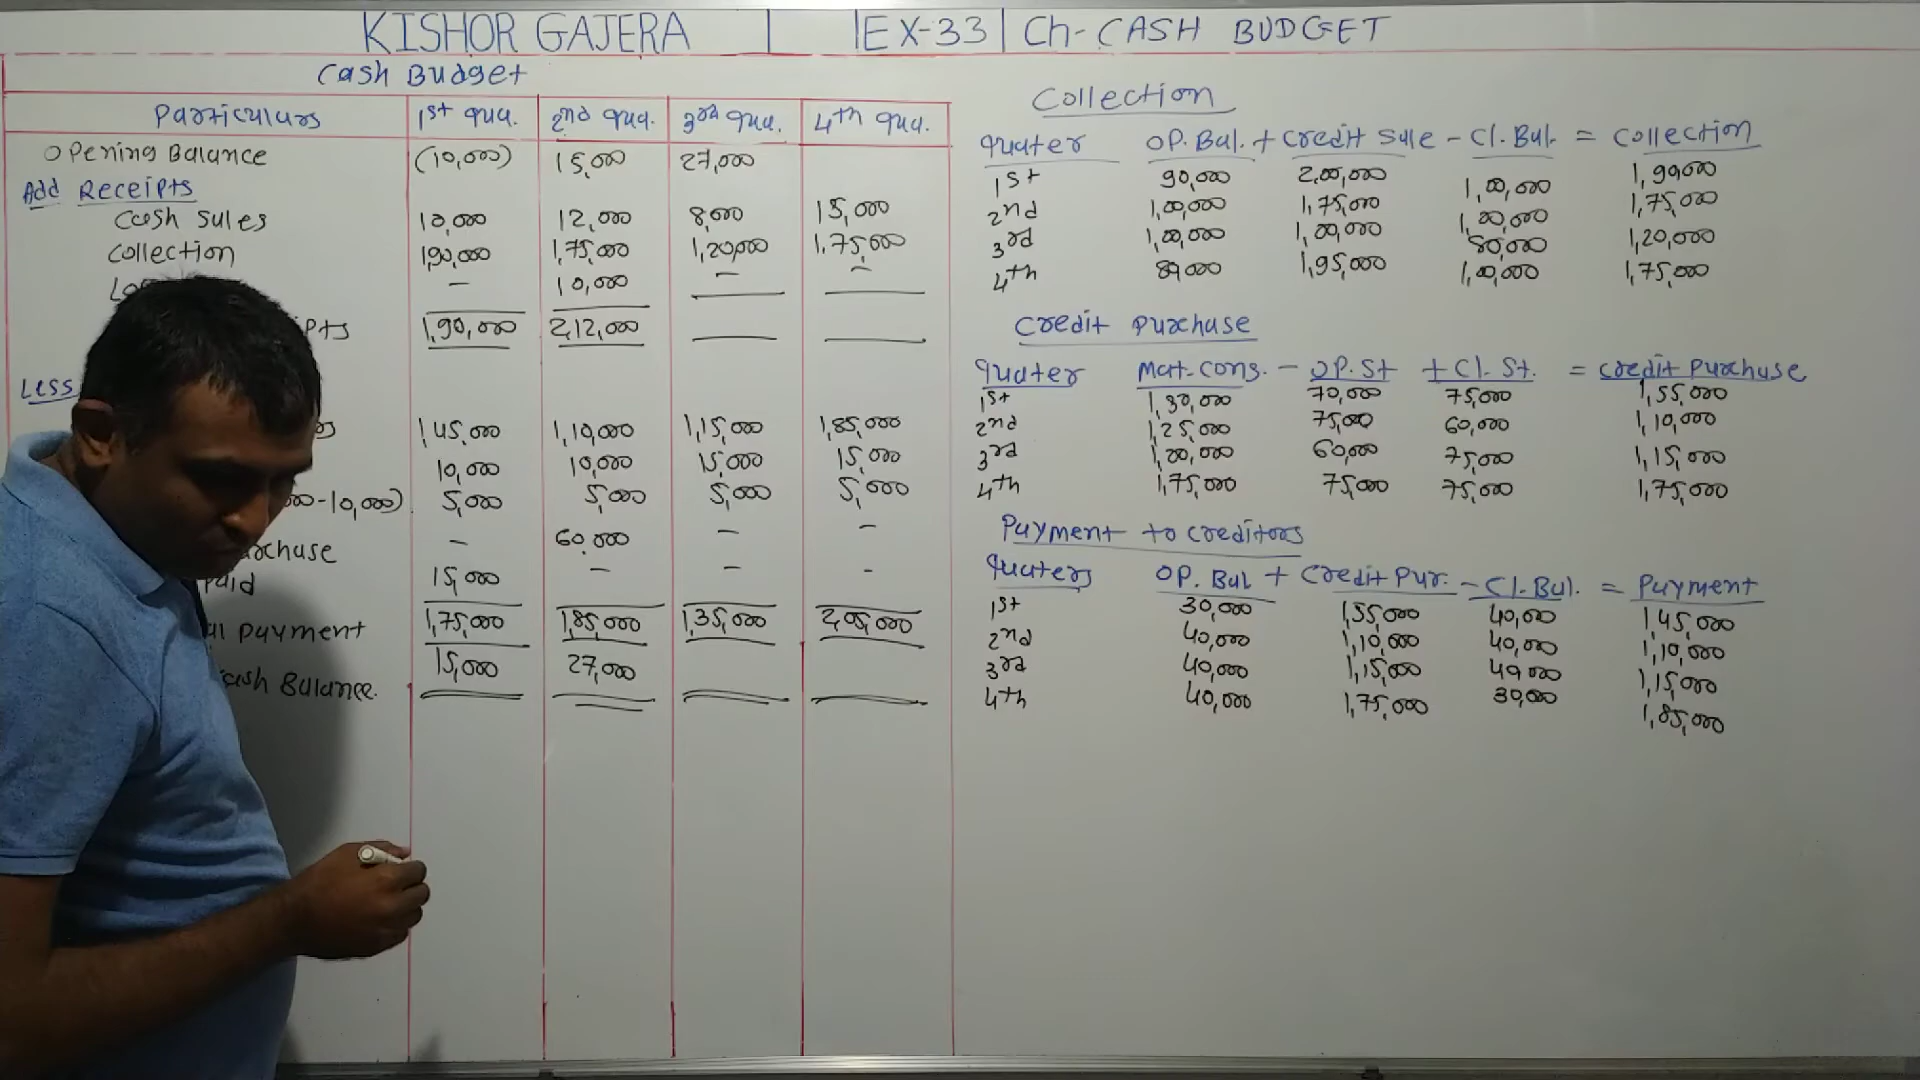 KISHOR GAJERA | EX-33 | Ch-CASH BUDGET
Cash Budget
Particulars 1st qua. 2nd qua. 3rd qua. 4th qua.
Opening Balance (10,000) 15,000 27,000
Add Receipts
Cash sales 10,000 12,000 8,000 15,000
Collection 1,90,000 1,75,000 1,20,000 1,75,000
— 10,000 — —
pts 1,90,000 2,12,000
Less
s 1,45,000 1,10,000 1,15,000 1,85,000
10,000 10,000 15,000 15,000
00-10,000) 5,000 5,000 5,000 5,000
chase — 60,000 — —
paid 15,000 — — -
payment 1,75,000 1,85,000 1,35,000 2,05,000
cash Balance. 15,000 27,000
Collection
quater OP. Bal. + Credit Sale - Cl. Bal. = Collection
1st 90,000 2,00,000 1,00,000 1,90,000
2nd 1,00,000 1,75,000 1,00,000 1,75,000
3rd 1,00,000 1,00,000 80,000 1,20,000
4th 80,000 1,95,000 1,00,000 1,75,000
Credit Purchase
quater Mat. Cons. - OP. St + Cl. St. = Credit Purchase
1st 1,30,000 70,000 75,000 1,55,000
2nd 1,25,000 75,000 60,000 1,10,000
3rd 1,00,000 60,000 75,000 1,15,000
4th 1,75,000 75,000 75,000 1,75,000
Payment to creditors
quaters OP. Bal + Credit Pur. - Cl. Bal. = Payment
1st 30,000 1,55,000 40,000 1,45,000
2nd 40,000 1,10,000 40,000 1,10,000
3rd 40,000 1,15,000 40,000 1,15,000
4th 40,000 1,75,000 30,000 1,85,000